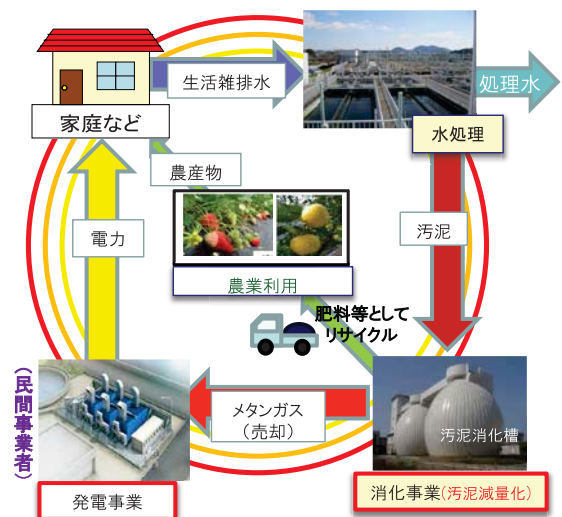 生活雑排水
処理水
家庭など
水処理
農産物
電力
汚泥
農業利用
肥料等として
リサイクル
(民間事業者)
メタンガス
(売却)
汚泥消化槽
発電事業
消化事業(汚泥減量化)